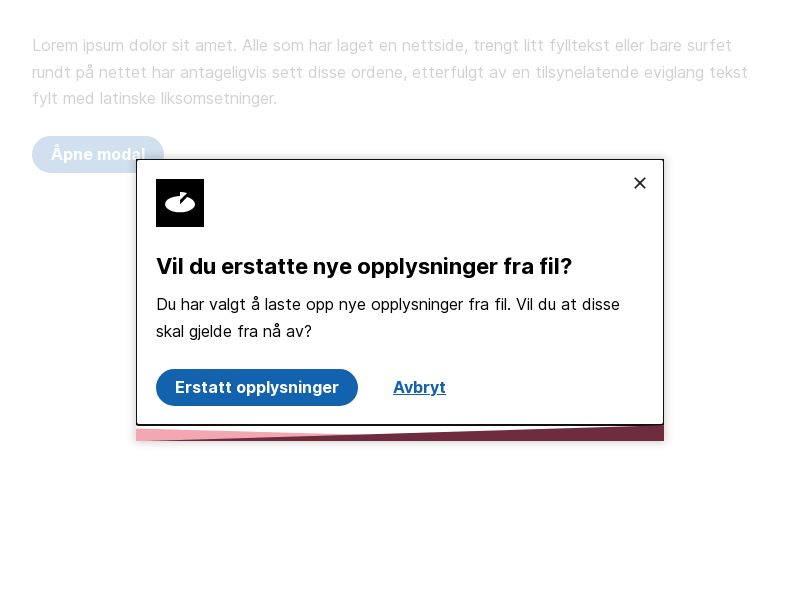 Lorem ipsum dolor sit amet. Alle som har laget en nettside, trengt litt fylltekst eller bare surfet
rundt på nettet har antageligvis sett disse ordene, etterfulgt av en tilsynelatende eviglang tekst
fylt med latinske liksomsetninger.
Åpne modal
Vil du erstatte nye opplysninger fra fil?
Du har valgt å laste opp nye opplysninger fra fil. Vil du at disse
skal gjelde fra nå av?
Erstatt opplysninger
Avbryt